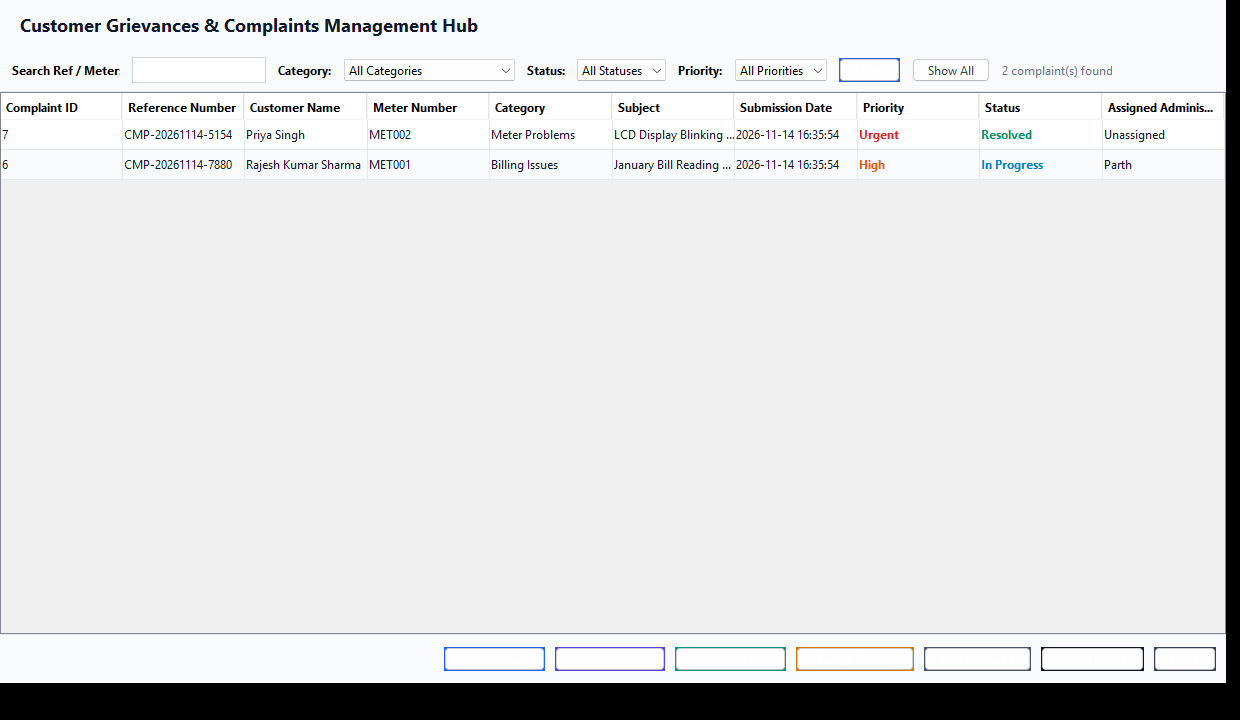 Customer Grievances & Complaints Management Hub
Search Ref / Meter: Category: All Categories Status: All Statuses Priority: All Priorities Show All 2 complaint(s) found
Complaint ID Reference Number Customer Name Meter Number Category Subject Submission Date Priority Status Assigned Adminis...
7 CMP-20261114-5154 Priya Singh MET002 Meter Problems LCD Display Blinking ... 2026-11-14 16:35:54 Urgent Resolved Unassigned
6 CMP-20261114-7880 Rajesh Kumar Sharma MET001 Billing Issues January Bill Reading ... 2026-11-14 16:35:54 High In Progress Parth